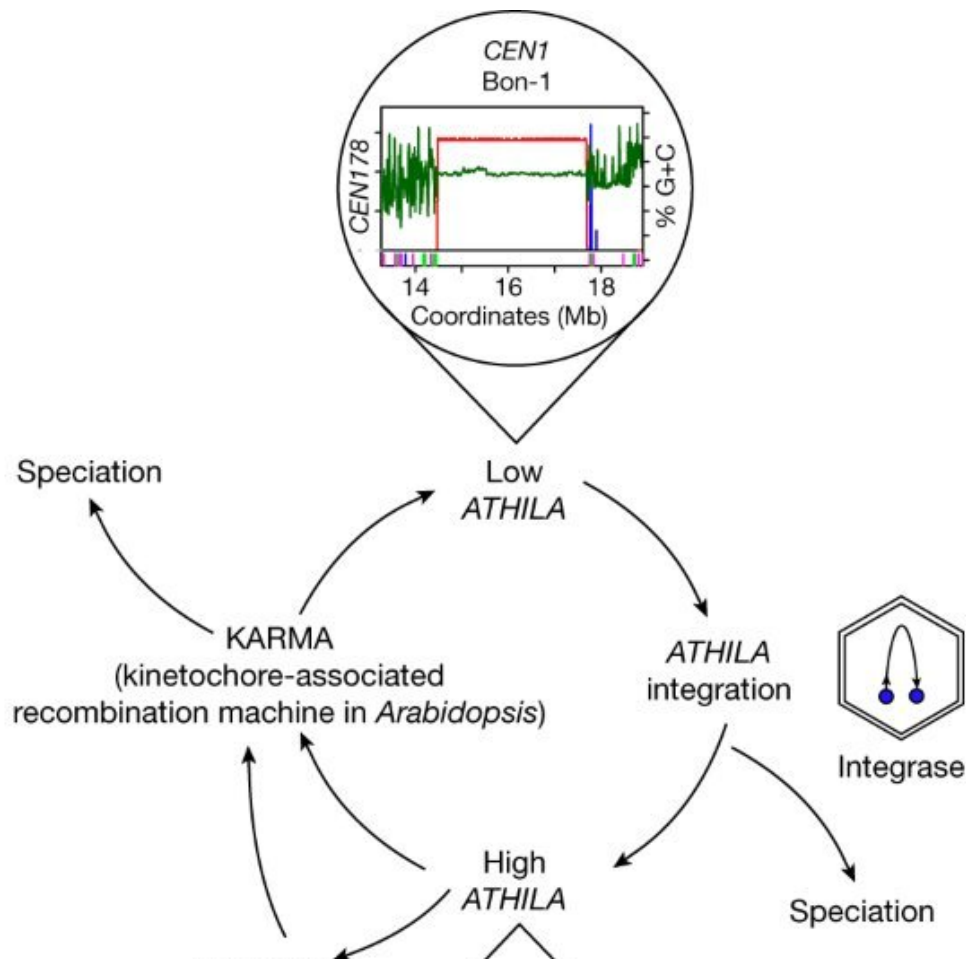 CEN1
Bon-1
CEN178
% G+C
14 16 18
Coordinates (Mb)
Low
ATHILA
Speciation
KARMA
(kinetochore-associated
recombination machine in Arabidopsis)
ATHILA
integration
Integrase
High
ATHILA
Speciation